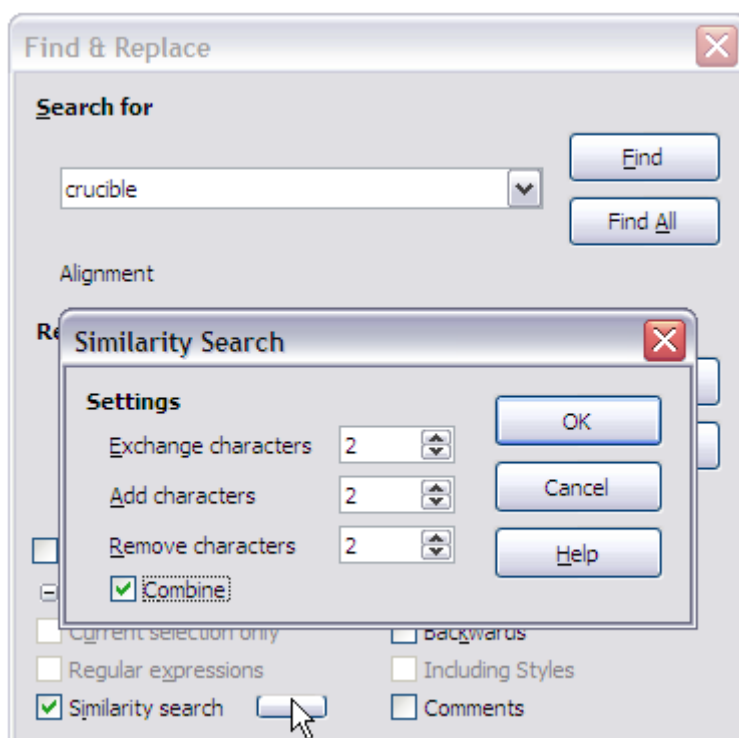 Find & Replace
Search for
crucible
Find
Find All
Alignment
Re
Similarity Search
Settings
Exchange characters 2
OK
Add characters 2
Cancel
Remove characters 2
Help
Combine
Current selection only Backwards
Regular expressions Including Styles
Similarity search Comments